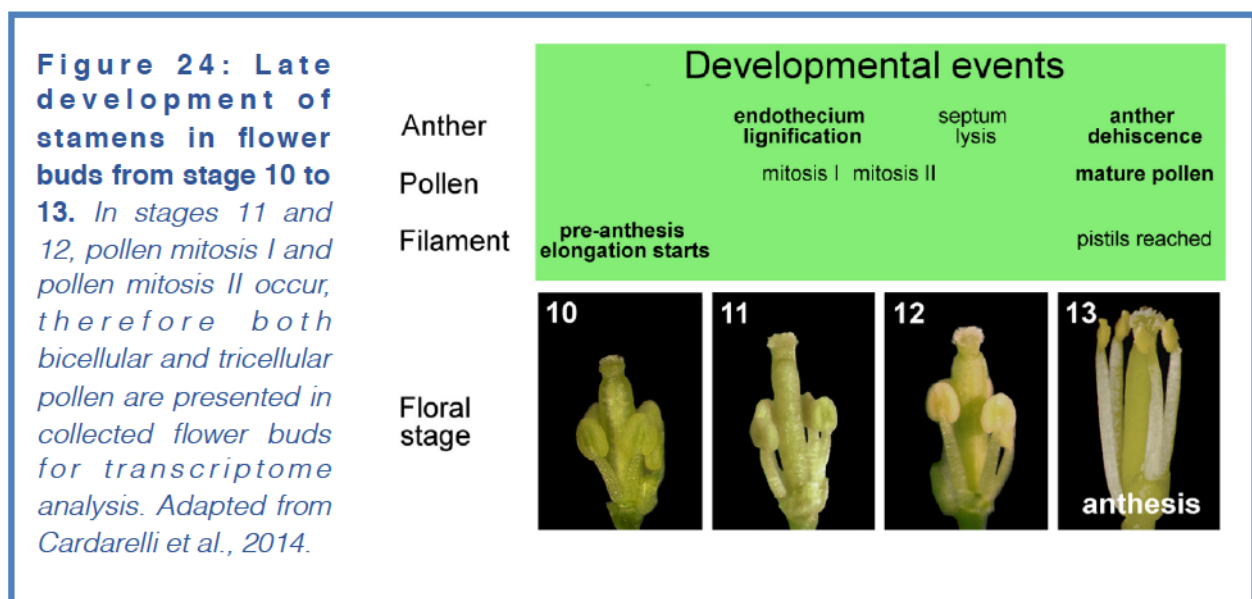 Figure 24: Late
development of
stamens in flower
buds from stage 10 to
13. In stages 11 and
12, pollen mitosis I and
pollen mitosis II occur,
therefore both
bicellular and tricellular
pollen are presented in
collected flower buds
for transcriptome
analysis. Adapted from
Cardarelli et al., 2014.
Developmental events
Anther
endothecium
lignification
septum
lysis
anther
dehiscence
Pollen
mitosis I mitosis II
mature pollen
Filament
pre-anthesis
elongation starts
pistils reached
Floral
stage
10
11
12
13
anthesis